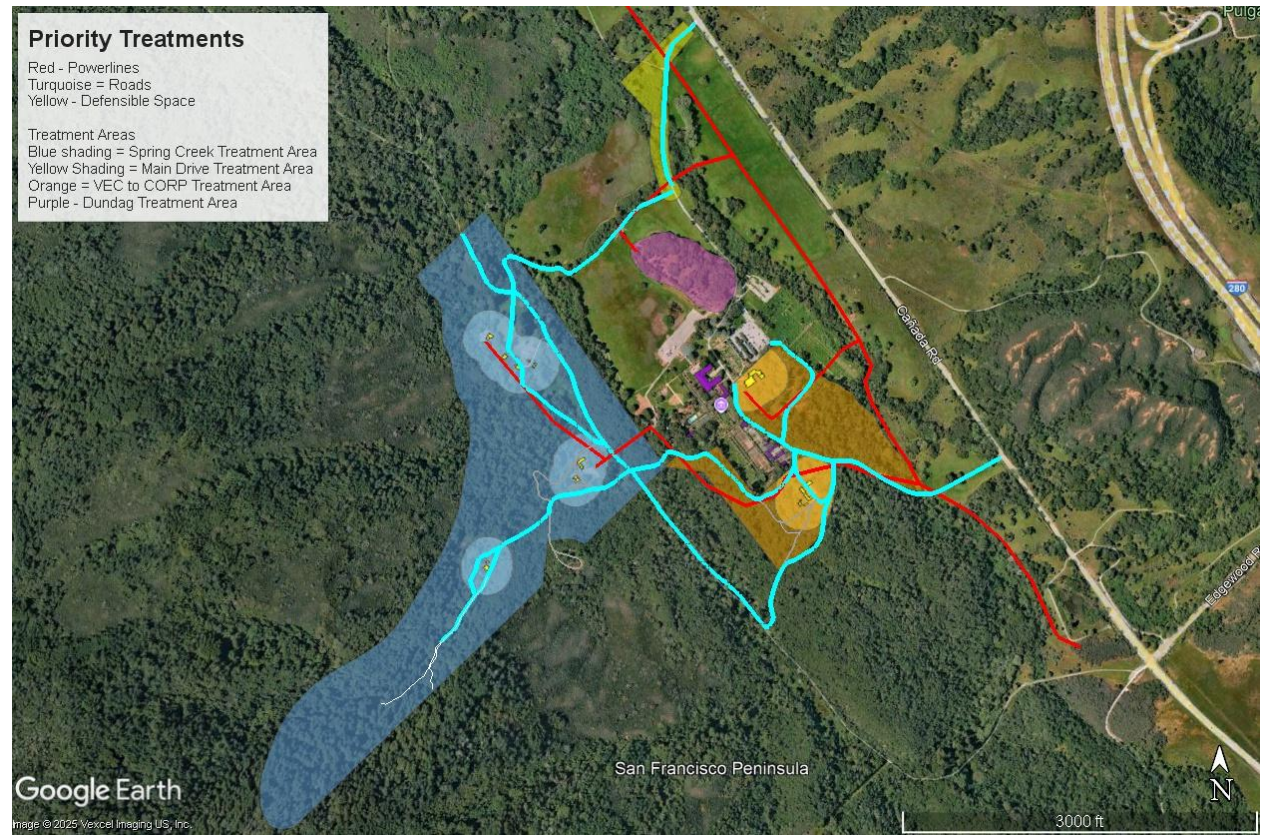 Priority Treatments
Red - Powerlines
Turquoise = Roads
Yellow - Defensible Space
Treatment Areas
Blue shading = Spring Creek Treatment Area
Yellow Shading = Main Drive Treatment Area
Orange = VEC to CORP Treatment Area
Purple - Dundag Treatment Area
280
Cañada Rd
Edgewood
San Francisco Peninsula
Google Earth
N
3000 ft
Image © 2025 Vexcel Imaging US, Inc.